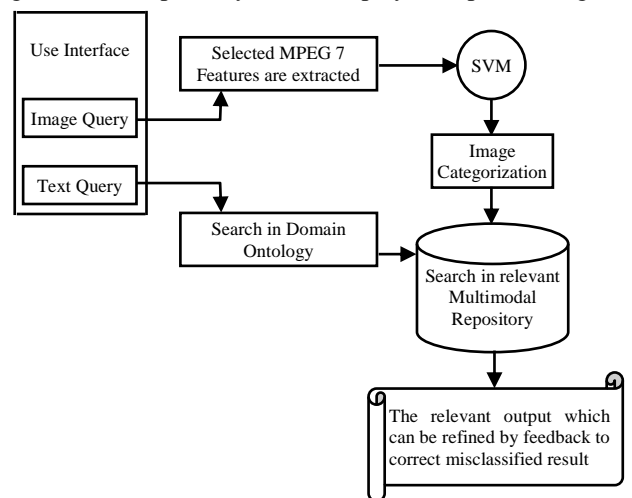 Use Interface
Image Query
Text Query
Selected MPEG 7
Features are extracted
SVM
Image
Categorization
Search in Domain
Ontology
Search in relevant
Multimodal
Repository
The relevant output which
can be refined by feedback to
correct misclassified result